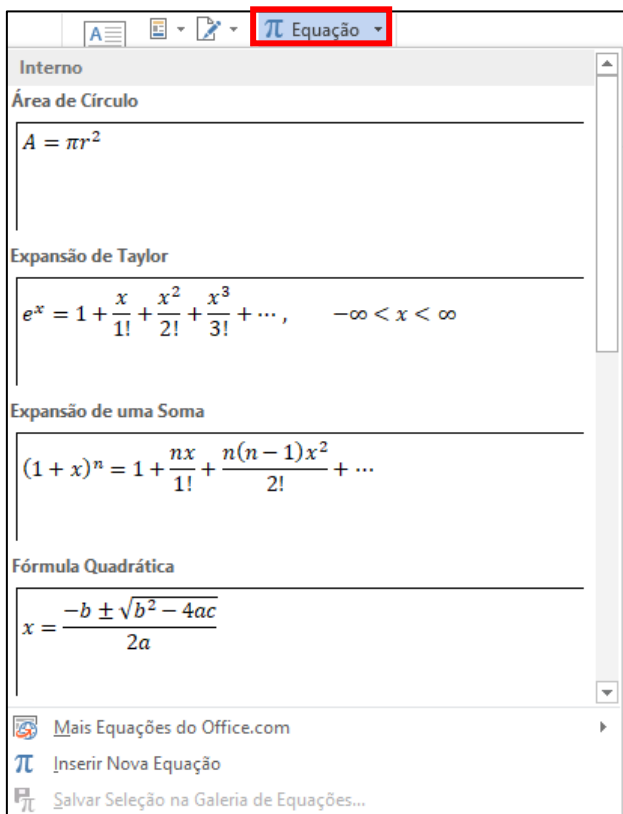 A
π Equação
Interno
Área de Círculo
A = πr²
Expansão de Taylor
eˣ = 1 + x/1! + x²/2! + x³/3! + ⋯ , −∞ < x < ∞
Expansão de uma Soma
(1 + x)ⁿ = 1 + nx/1! + n(n − 1)x²/2! + ⋯
Fórmula Quadrática
x = (−b ± √(b² − 4ac))/2a
Mais Equações do Office.com
π Inserir Nova Equação
π Salvar Seleção na Galeria de Equações...